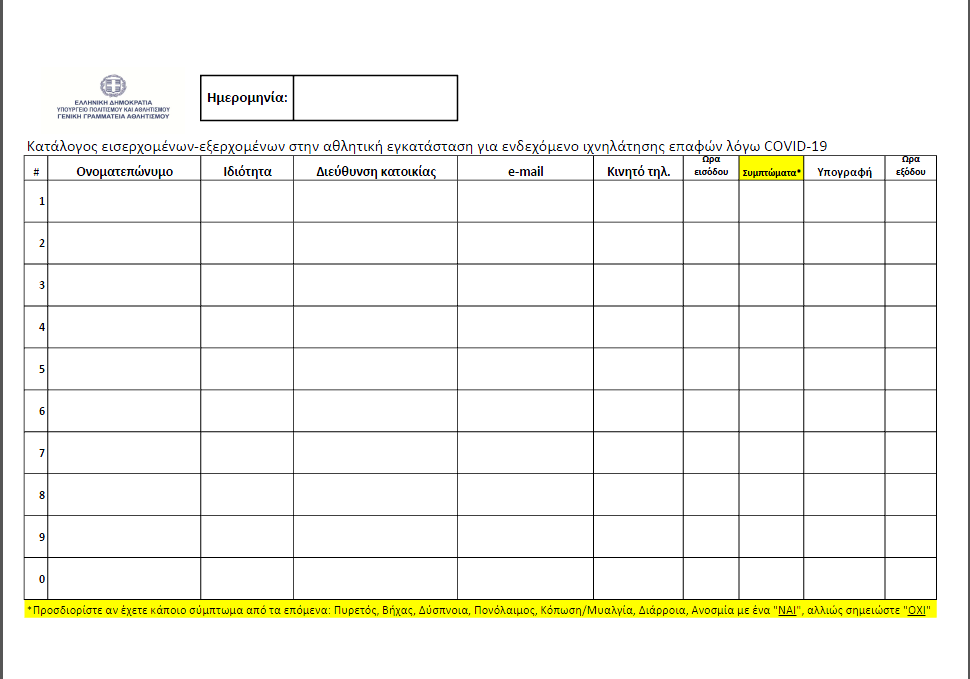 ΕΛΛΗΝΙΚΗ ΔΗΜΟΚΡΑΤΙΑ
ΥΠΟΥΡΓΕΙΟ ΠΟΛΙΤΙΣΜΟΥ ΚΑΙ ΑΘΛΗΤΙΣΜΟΥ
ΓΕΝΙΚΗ ΓΡΑΜΜΑΤΕΙΑ ΑΘΛΗΤΙΣΜΟΥ
Ημερομηνία:
Κατάλογος εισερχομένων-εξερχομένων στην αθλητική εγκατάσταση για ενδεχόμενο ιχνηλάτησης επαφών λόγω COVID-19
# Ονοματεπώνυμο Ιδιότητα Διεύθυνση κατοικίας e-mail Κινητό τηλ. Ώρα εισόδου Συμπτώματα* Υπογραφή Ώρα εξόδου
1
2
3
4
5
6
7
8
9
0
*Προσδιορίστε αν έχετε κάποιο σύμπτωμα από τα επόμενα: Πυρετός, Βήχας, Δύσπνοια, Πονόλαιμος, Κόπωση/Μυαλγία, Διάρροια, Ανοσμία με ένα "ΝΑΙ", αλλιώς σημειώστε "ΟΧΙ"